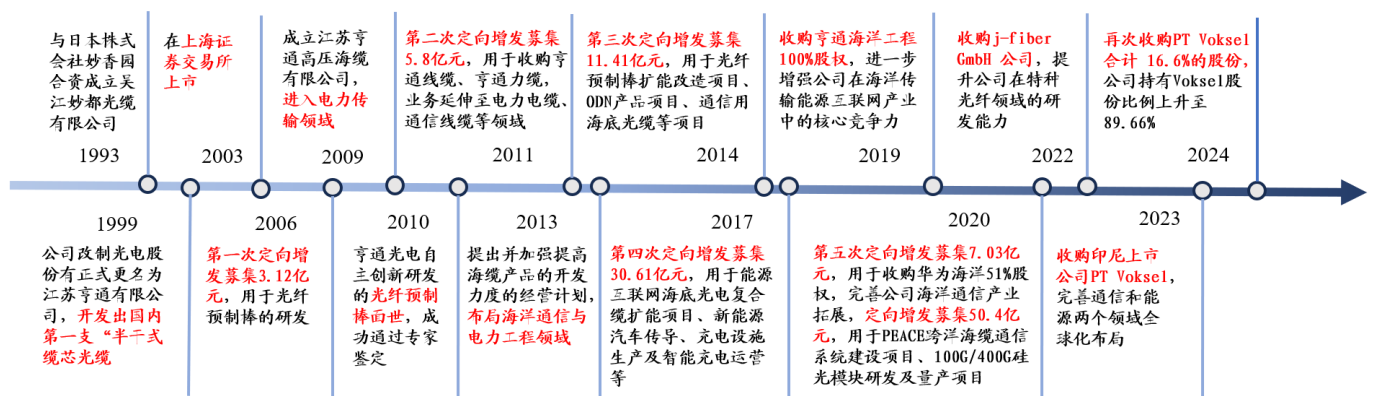 与日本株式
会社妙香园
合资成立吴
江妙都光缆
有限公司
1993
在上海证
券交易所
上市
2003
成立江苏亨
通高压海缆
有限公司，
进入电力传
输领域
2009
第二次定向增发募集
5.8亿元，用于收购亨
通线缆、亨通力缆，
业务延伸至电力电缆、
通信线缆等领域
2011
第三次定向增发募集
11.41亿元，用于光纤
预制棒扩能改造项目、
ODN产品项目、通信用
海底光缆等项目
2014
收购亨通海洋工程
100%股权，进一步
增强公司在海洋传
输能源互联网产业
中的核心竞争力
2019
收购j-fiber
GmbH 公司，提
升公司在特种
光纤领域的研
发能力
2022
再次收购PT Voksel
合计 16.6%的股份，
公司持有Voksel股
份比例上升至
89.66%
2024
1999
公司改制光电股
份有正式更名为
江苏亨通有限公
司，开发出国内
第一支“半干式
缆芯光缆
2006
第一次定向增
发募集3.12亿
元，用于光纤
预制棒的研发
2010
亨通光电自
主创新研发
的光纤预制
棒面世，成
功通过专家
鉴定
2013
提出并加强提高
海缆产品的开发
力度的经营计划，
布局海洋通信与
电力工程领域
2017
第四次定向增发募集
30.61亿元，用于能源
互联网海底光电复合
缆扩能项目、新能源
汽车传导、充电设施
生产及智能充电运营
等
2020
第五次定向增发募集7.03亿
元，用于收购华为海洋51%股
权，完善公司海洋通信产业
拓展，定向增发募集50.4亿
元，用于PEACE跨洋海缆通信
系统建设项目、100G/400G硅
光模块研发及量产项目
2023
收购印尼上市
公司PT Voksel，
完善通信和能
源两个领域全
球化布局